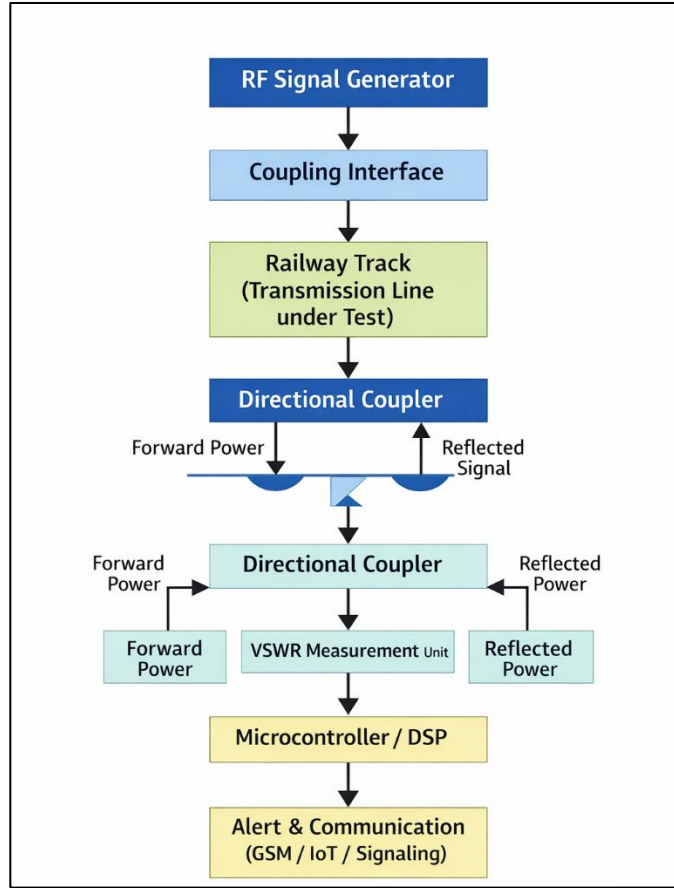 RF Signal Generator
Coupling Interface
Railway Track
(Transmission Line
under Test)
Directional Coupler
Forward Power
Reflected
Signal
Forward
Power
Directional Coupler
Reflected
Power
Forward
Power
VSWR Measurement Unit
Reflected
Power
Microcontroller / DSP
Alert & Communication
(GSM / IoT / Signaling)